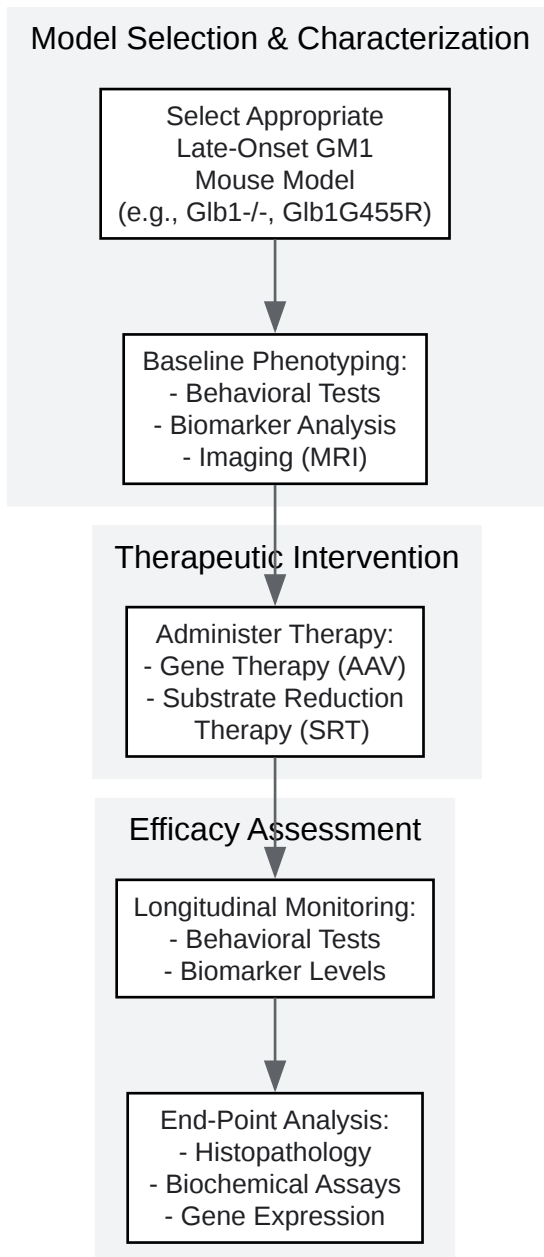 Model Selection & Characterization
Select Appropriate
Late-Onset GM1
Mouse Model
(e.g., Glb1-/-, Glb1G455R)
Baseline Phenotyping:
- Behavioral Tests
- Biomarker Analysis
- Imaging (MRI)
Therapeutic Intervention
Administer Therapy:
- Gene Therapy (AAV)
- Substrate Reduction
Therapy (SRT)
Efficacy Assessment
Longitudinal Monitoring:
- Behavioral Tests
- Biomarker Levels
End-Point Analysis:
- Histopathology
- Biochemical Assays
- Gene Expression